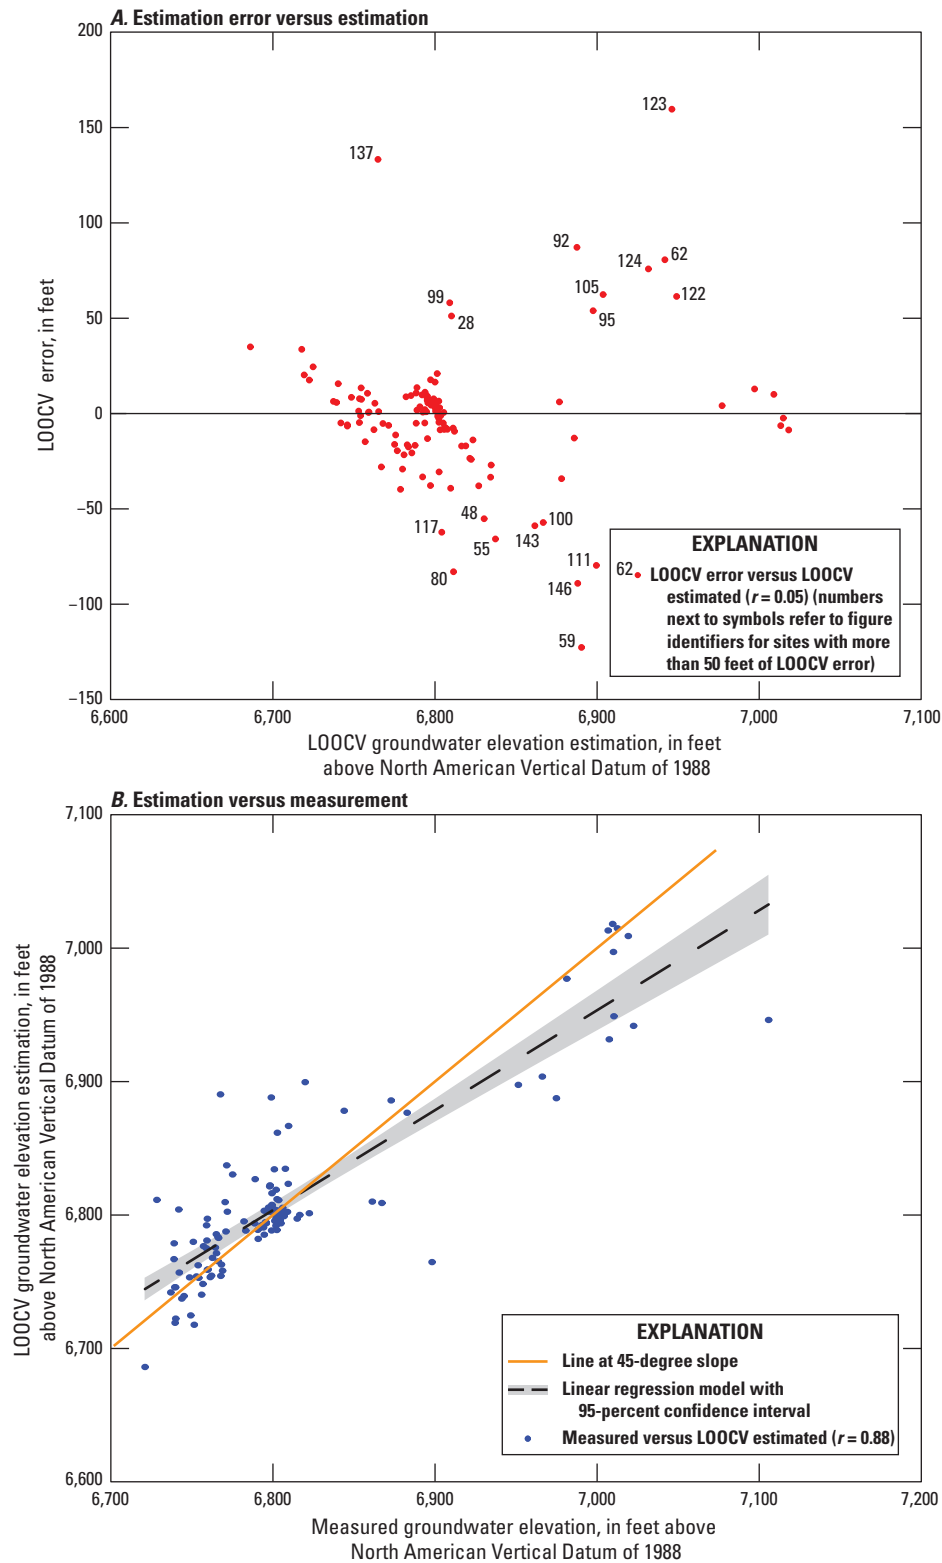 A. Estimation error versus estimation
200
150
100
50
0
–50
–100
–150
LOOCV error, in feet
123
137
92
124
62
105
122
99
95
28
48
100
117
143
55
111
80
146
62
59
EXPLANATION
LOOCV error versus LOOCV
estimated (r = 0.05) (numbers
next to symbols refer to figure
identifiers for sites with more
than 50 feet of LOOCV error)
6,600 6,700 6,800 6,900 7,000 7,100
LOOCV groundwater elevation estimation, in feet
above North American Vertical Datum of 1988
B. Estimation versus measurement
7,100
7,000
6,900
6,800
6,700
6,600
LOOCV groundwater elevation estimation, in feet
above North American Vertical Datum of 1988
EXPLANATION
Line at 45-degree slope
Linear regression model with
95-percent confidence interval
Measured versus LOOCV estimated (r = 0.88)
6,700 6,800 6,900 7,000 7,100 7,200
Measured groundwater elevation, in feet above
North American Vertical Datum of 1988